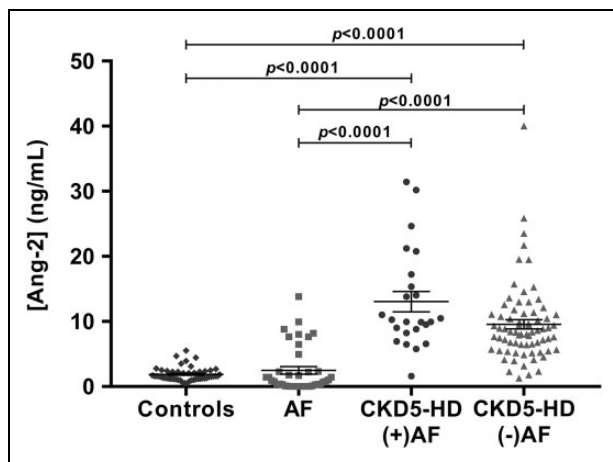 p<0.0001
p<0.0001
p<0.0001
p<0.0001
[Ang-2] (ng/mL)
50
40
30
20
10
0
Controls
AF
CKD5-HD
(+)AF
CKD5-HD
(-)AF